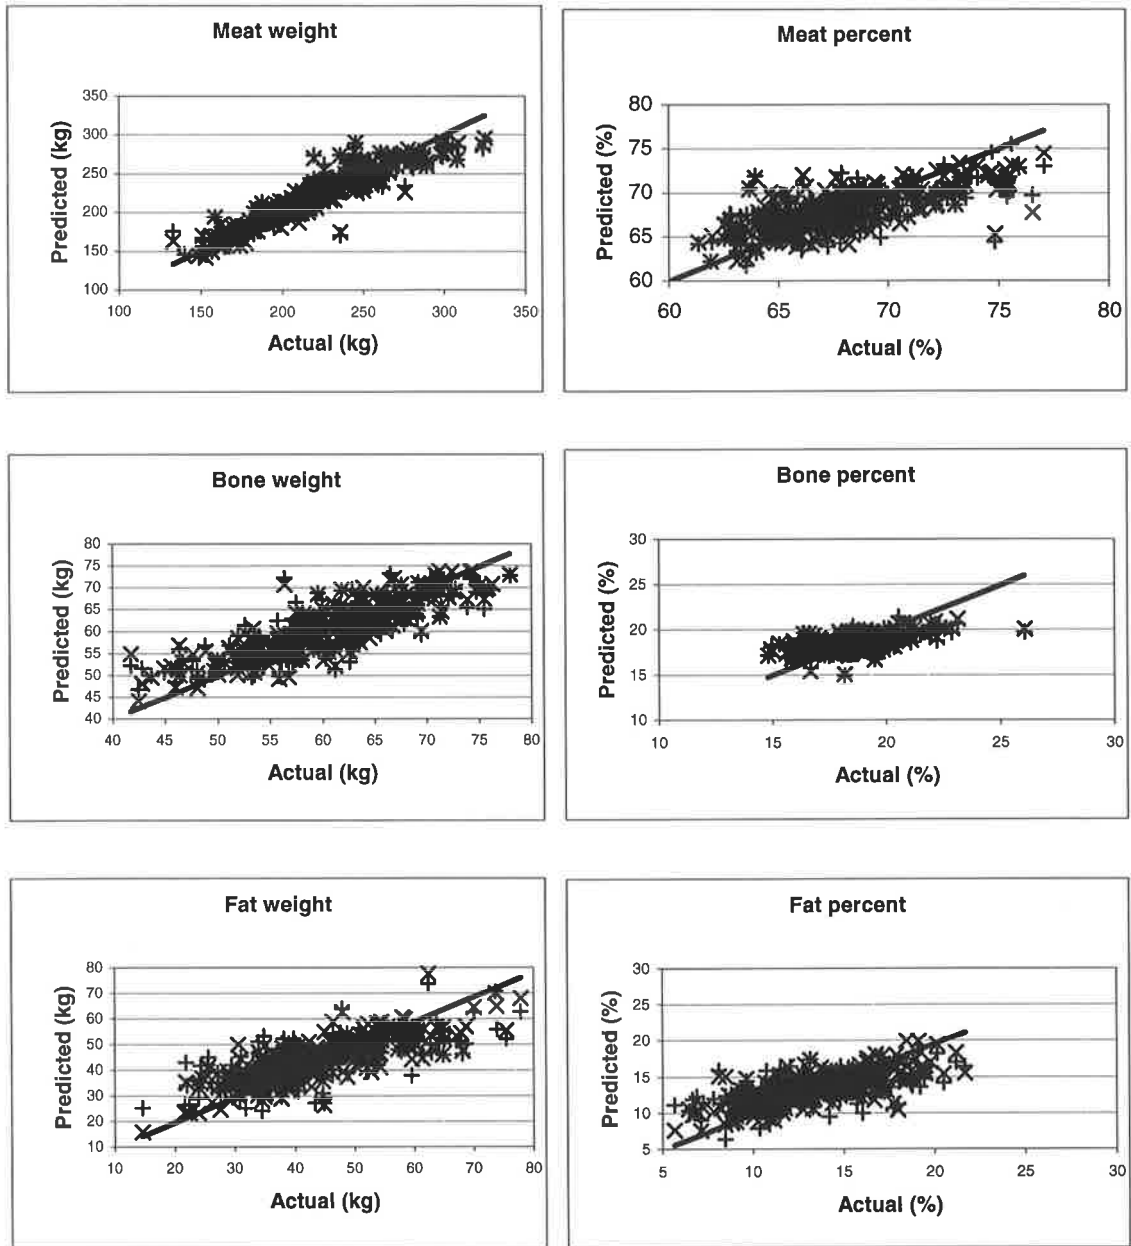 Meat weight
Predicted (kg)
350
300
250
200
150
100
100 150 200 250 300 350
Actual (kg)
Meat percent
Predicted (%)
80
75
70
65
60
60 65 70 75 80
Actual (%)
Bone weight
Predicted (kg)
80
75
70
65
60
55
50
45
40
40 45 50 55 60 65 70 75 80
Actual (kg)
Bone percent
Predicted (%)
30
25
20
15
10
10 15 20 25 30
Actual (%)
Fat weight
Predicted (kg)
80
70
60
50
40
30
20
10
10 20 30 40 50 60 70 80
Actual (kg)
Fat percent
Predicted (%)
30
25
20
15
10
5
5 10 15 20 25 30
Actual (%)